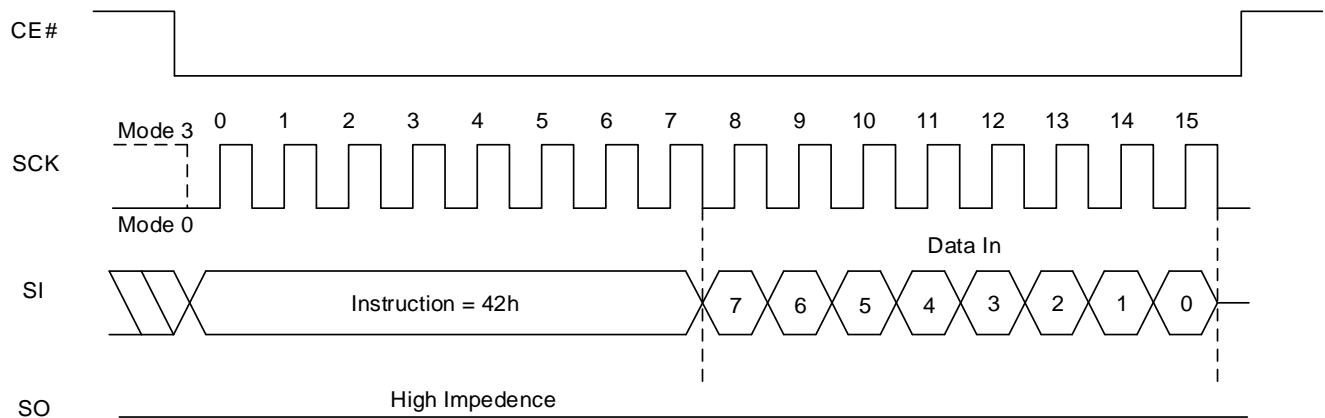 CE#
Mode 3
0 1 2 3 4 5 6 7 8 9 10 11 12 13 14 15
SCK
Mode 0
Data In
SI
Instruction = 42h
7 6 5 4 3 2 1 0
High Impedence
SO